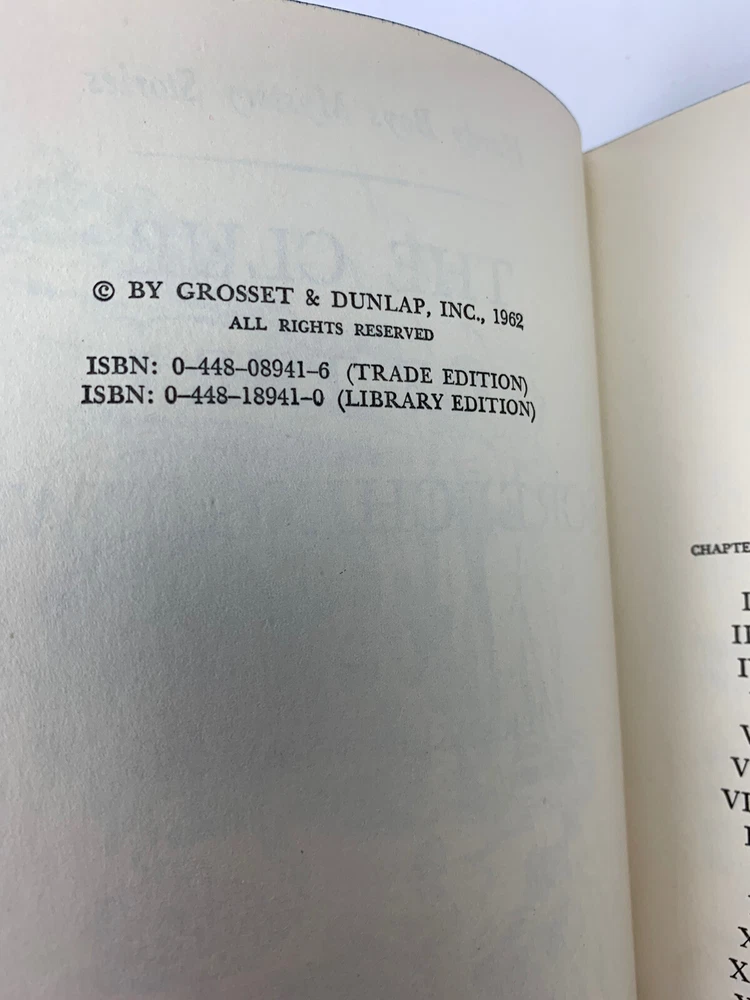 © BY GROSSET & DUNLAP, INC., 1962
ALL RIGHTS RESERVED
ISBN: 0-448-08941-6 (TRADE EDITION)
ISBN: 0-448-18941-0 (LIBRARY EDITION)
CHAPTE